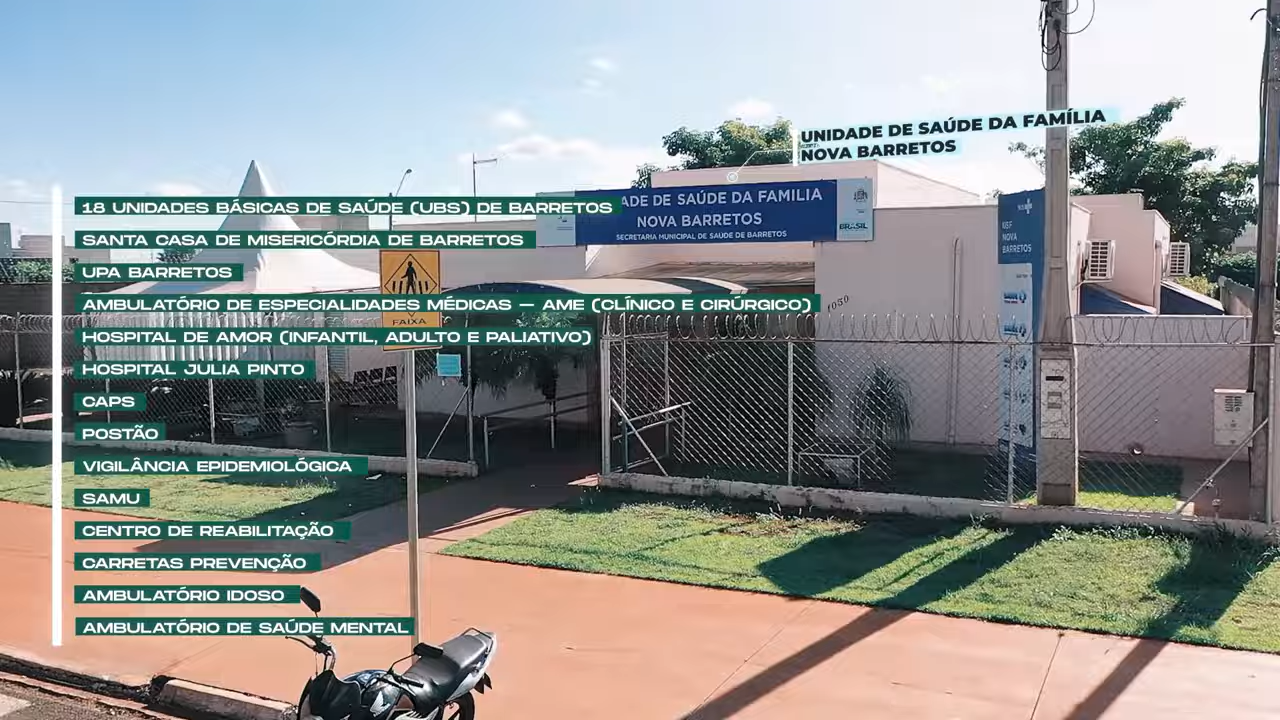 UNIDADE DE SAÚDE DA FAMÍLIA
NOVA BARRETOS
ADE DE SAÚDE DA FAMILIA
NOVA BARRETOS
SECRETARIA MUNICIPAL DE SAUDE DE BARRETOS
BRASIL
USF
NOVA
BARRETOS
1050
18 UNIDADES BÁSICAS DE SAÚDE (UBS) DE BARRETOS
SANTA CASA DE MISERICÓRDIA DE BARRETOS
UPA BARRETOS
AMBULATÓRIO DE ESPECIALIDADES MÉDICAS – AME (CLÍNICO E CIRÚRGICO)
FAIXA
HOSPITAL DE AMOR (INFANTIL, ADULTO E PALIATIVO)
HOSPITAL JULIA PINTO
CAPS
POSTÃO
VIGILÂNCIA EPIDEMIOLÓGICA
SAMU
CENTRO DE REABILITAÇÃO
CARRETAS PREVENÇÃO
AMBULATÓRIO IDOSO
AMBULATÓRIO DE SAÚDE MENTAL